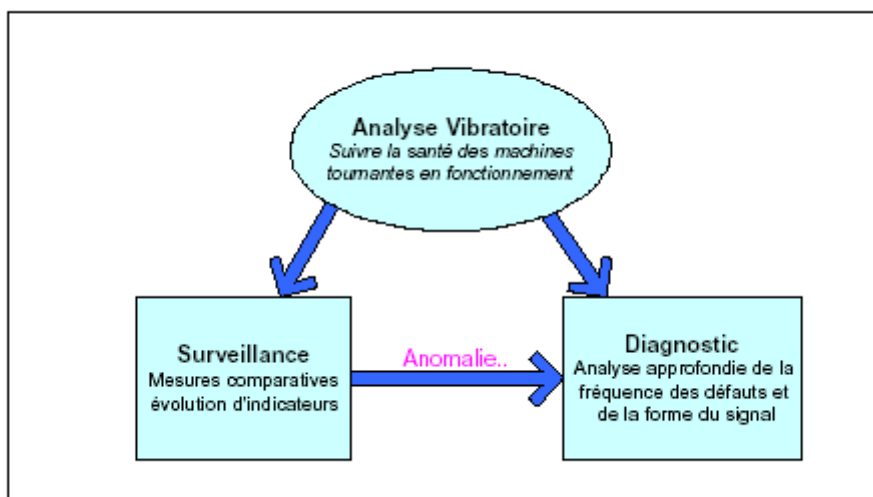 Analyse Vibratoire
Suivre la santé des machines
tournantes en fonctionnement
Surveillance
Mesures comparatives
évolution d'indicateurs
Anomalie..
Diagnostic
Analyse approfondie de la
fréquence des défauts et
de la forme du signal